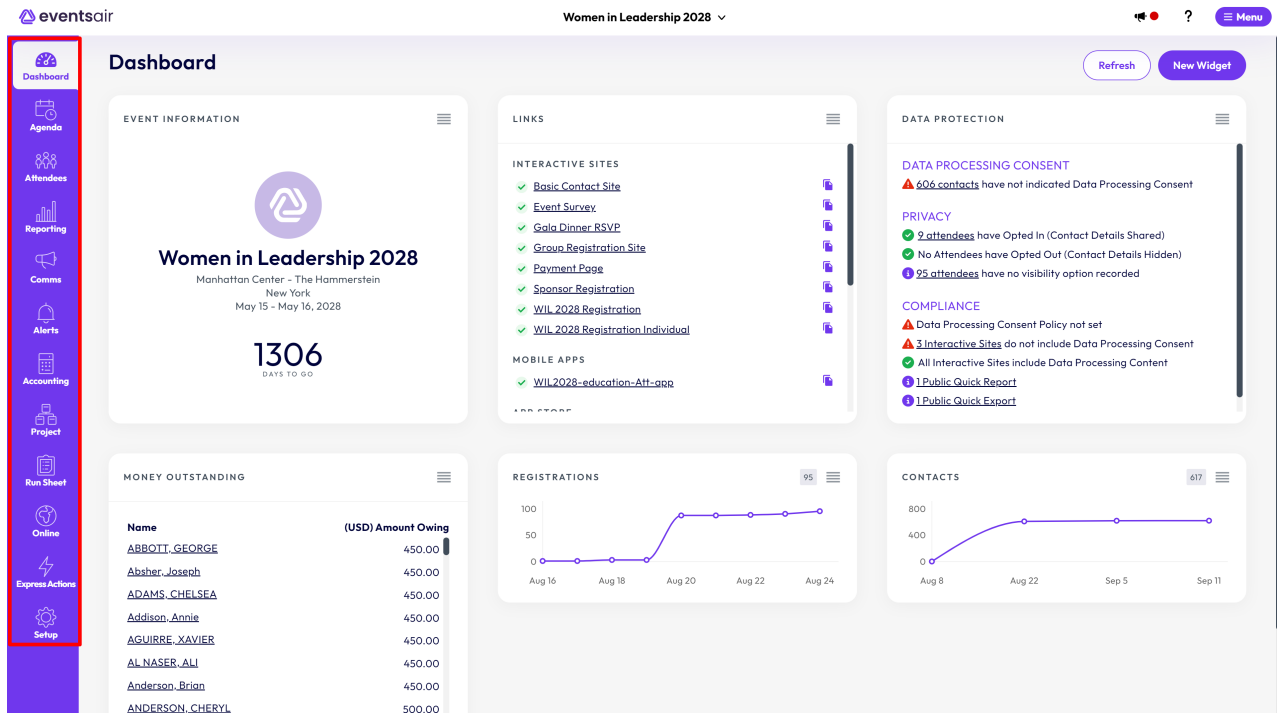 eventsair
Women in Leadership 2028
?
Menu
Dashboard
Agenda
Attendees
Reporting
Comms
Alerts
Accounting
Project
Run Sheet
Online
Express Actions
Setup
Dashboard
Refresh
New Widget
EVENT INFORMATION
Women in Leadership 2028
Manhattan Center - The Hammerstein
New York
May 15 - May 16, 2028
1306
DAYS TO GO
LINKS
INTERACTIVE SITES
Basic Contact Site
Event Survey
Gala Dinner RSVP
Group Registration Site
Payment Page
Sponsor Registration
WIL 2028 Registration
WIL 2028 Registration Individual
MOBILE APPS
WIL2028-education-Att-app
APP STORE
DATA PROTECTION
DATA PROCESSING CONSENT
606 contacts have not indicated Data Processing Consent
PRIVACY
9 attendees have Opted In (Contact Details Shared)
No Attendees have Opted Out (Contact Details Hidden)
95 attendees have no visibility option recorded
COMPLIANCE
Data Processing Consent Policy not set
3 Interactive Sites do not include Data Processing Consent
All Interactive Sites include Data Processing Content
1 Public Quick Report
1 Public Quick Export
MONEY OUTSTANDING
Name (USD) Amount Owing
ABBOTT, GEORGE 450.00
Absher, Joseph 450.00
ADAMS, CHELSEA 450.00
Addison, Annie 450.00
AGUIRRE, XAVIER 450.00
AL NASER, ALI 450.00
Anderson, Brian 450.00
ANDERSON, CHERYL 500.00
REGISTRATIONS 95
100
50
0
Aug 16 Aug 18 Aug 20 Aug 22 Aug 24
CONTACTS 617
800
400
0
Aug 8 Aug 22 Sep 5 Sep 11